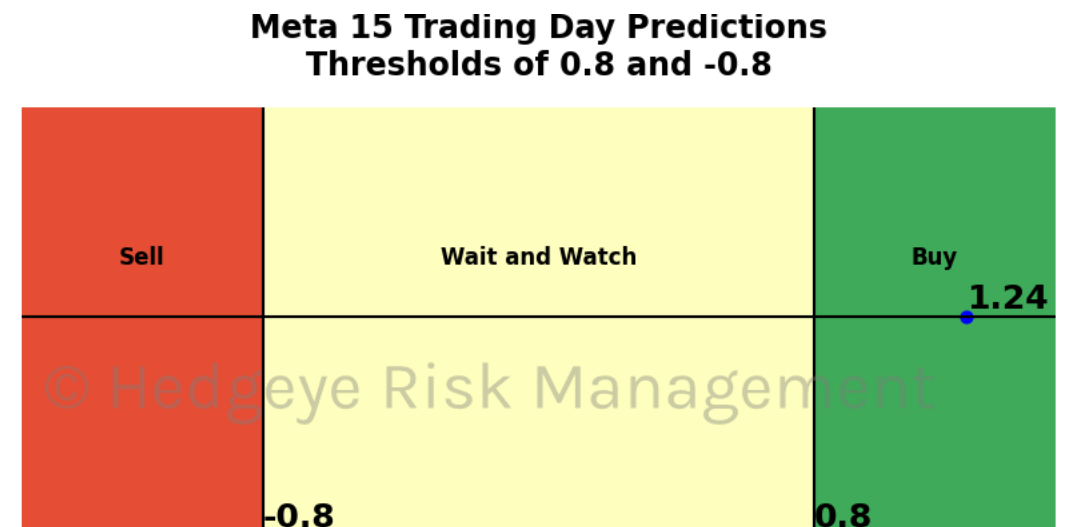 Meta 15 Trading Day Predictions
Thresholds of 0.8 and -0.8
Sell
Wait and Watch
Buy
1.24
© Hedgeye Risk Management
-0.8
0.8